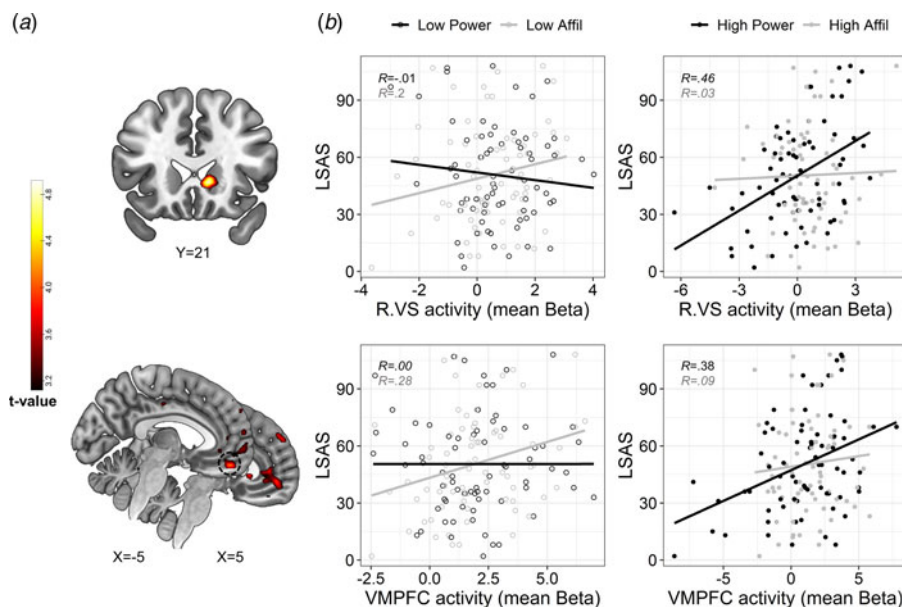 (a)
4.8
4.4
4.0
3.6
3.2
t-value
Y=21
X=-5 X=5
(b)
Low Power Low Affil
R=-.01
R=.2
LSAS
90
60
30
0
-4 -2 0 2 4
R.VS activity (mean Beta)
High Power High Affil
R=.46
R=.03
LSAS
90
60
30
0
-6 -3 0 3
R.VS activity (mean Beta)
R=.00
R=.28
LSAS
90
60
30
0
-2.5 0.0 2.5 5.0
VMPFC activity (mean Beta)
R=.38
R=.09
LSAS
90
60
30
0
-5 0 5
VMPFC activity (mean Beta)